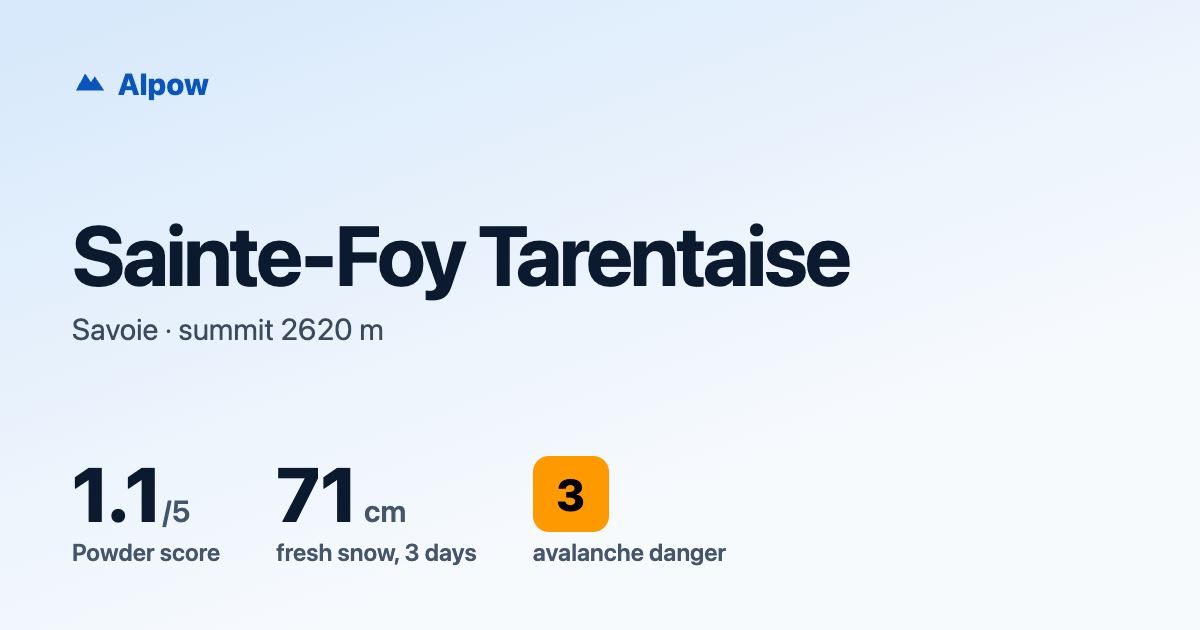 Alpow
Sainte-Foy Tarentaise
Savoie · summit 2620 m
1.1/5
71 cm
3
Powder score
fresh snow, 3 days
avalanche danger